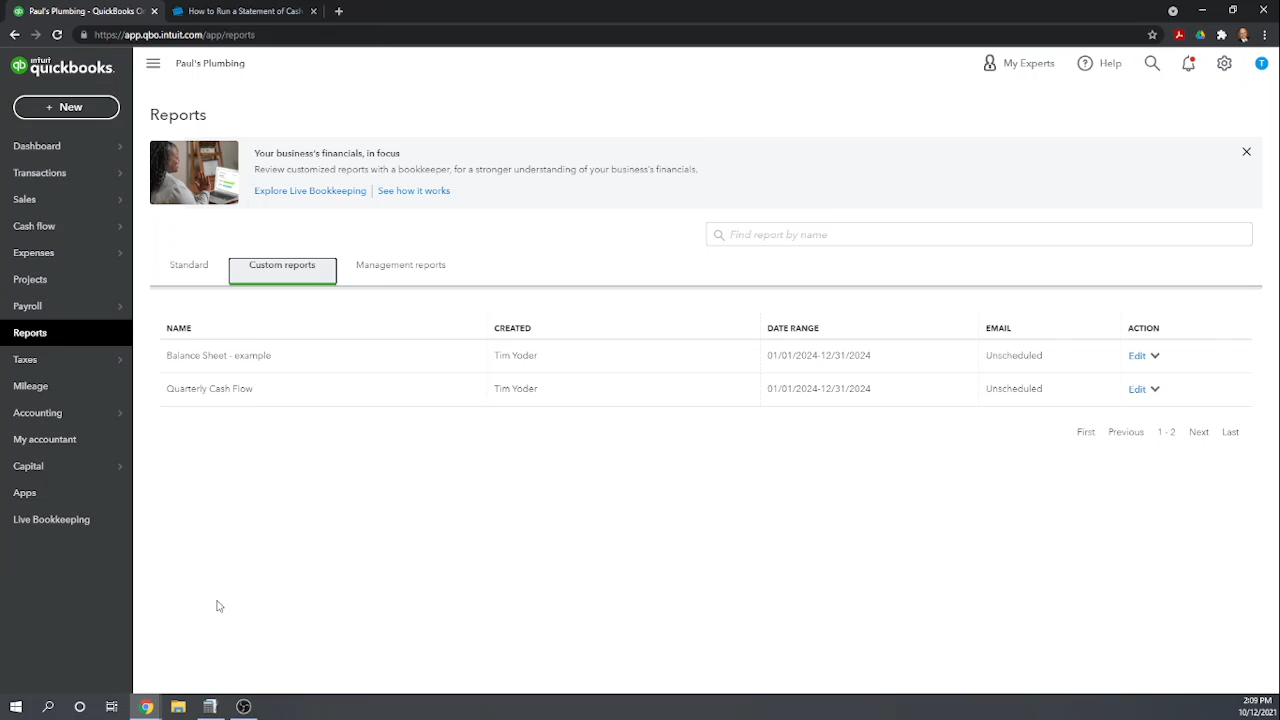 Paul's Plumbing - QuickBooks O
How to Run a Statement of Cash
https://app.qbo.intuit.com/app/reports
intuit
quickbooks.
Paul's Plumbing
My Experts
Help
T
+ New
Reports
Dashboard
Transactions
Sales
Cash flow
Expenses
Projects
Payroll
Reports
Taxes
Mileage
Accounting
My accountant
Capital
Apps
Live Bookkeeping
Your business's financials, in focus
Review customized reports with a bookkeeper, for a stronger understanding of your business's financials.
Explore Live Bookkeeping | See how it works
Find report by name
Standard Custom reports Management reports
NAME CREATED DATE RANGE EMAIL ACTION
Balance Sheet - example Tim Yoder 01/01/2024-12/31/2024 Unscheduled Edit
Quarterly Cash Flow Tim Yoder 01/01/2024-12/31/2024 Unscheduled Edit
First Previous 1 - 2 Next Last
2:09 PM
10/12/2021